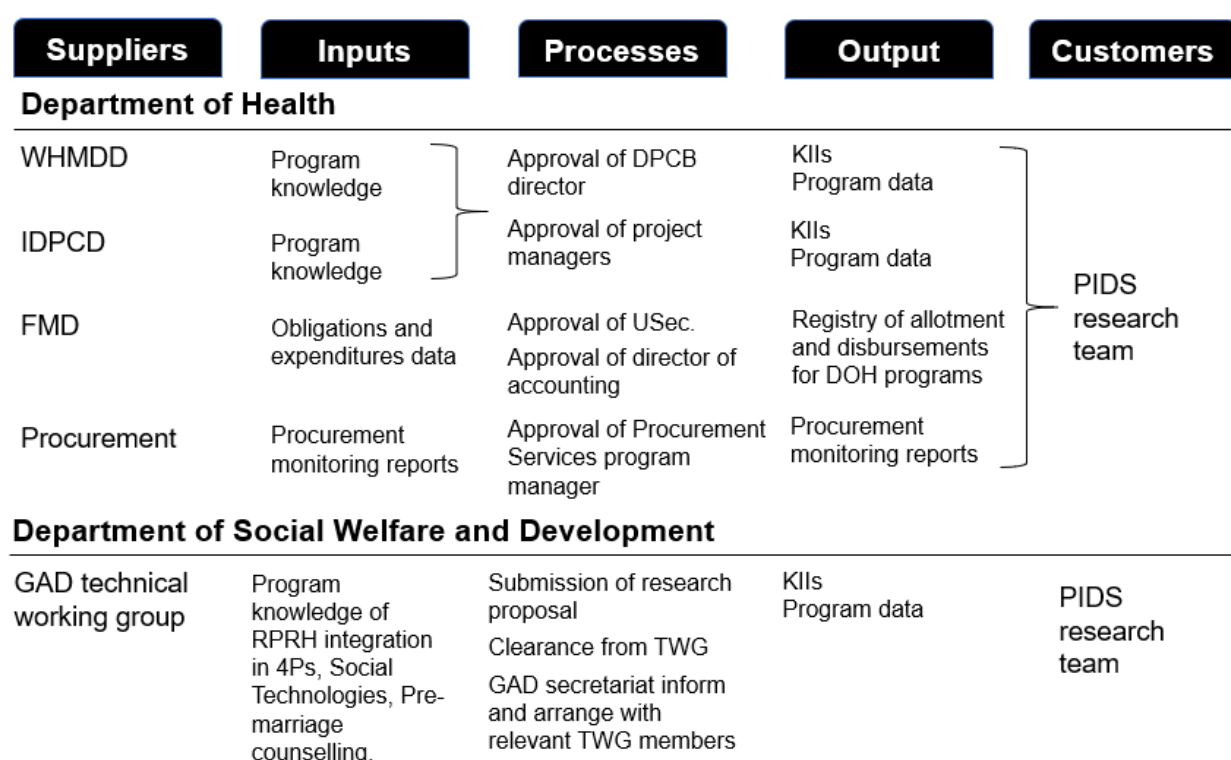 Suppliers
Inputs
Processes
Output
Customers
Department of Health
WHMDD
Program
knowledge
Approval of DPCB
director
KIIs
Program data
IDPCD
Program
knowledge
Approval of project
managers
KIIs
Program data
FMD
Obligations and
expenditures data
Approval of USec.
Approval of director of
accounting
Registry of allotment
and disbursements
for DOH programs
Procurement
Procurement
monitoring reports
Approval of Procurement
Services program
manager
Procurement
monitoring reports
PIDS
research
team
Department of Social Welfare and Development
GAD technical
working group
Program
knowledge of
RPRH integration
in 4Ps, Social
Technologies, Pre-
marriage
counselling.
Submission of research
proposal
Clearance from TWG
GAD secretariat inform
and arrange with
relevant TWG members
KIIs
Program data
PIDS
research
team